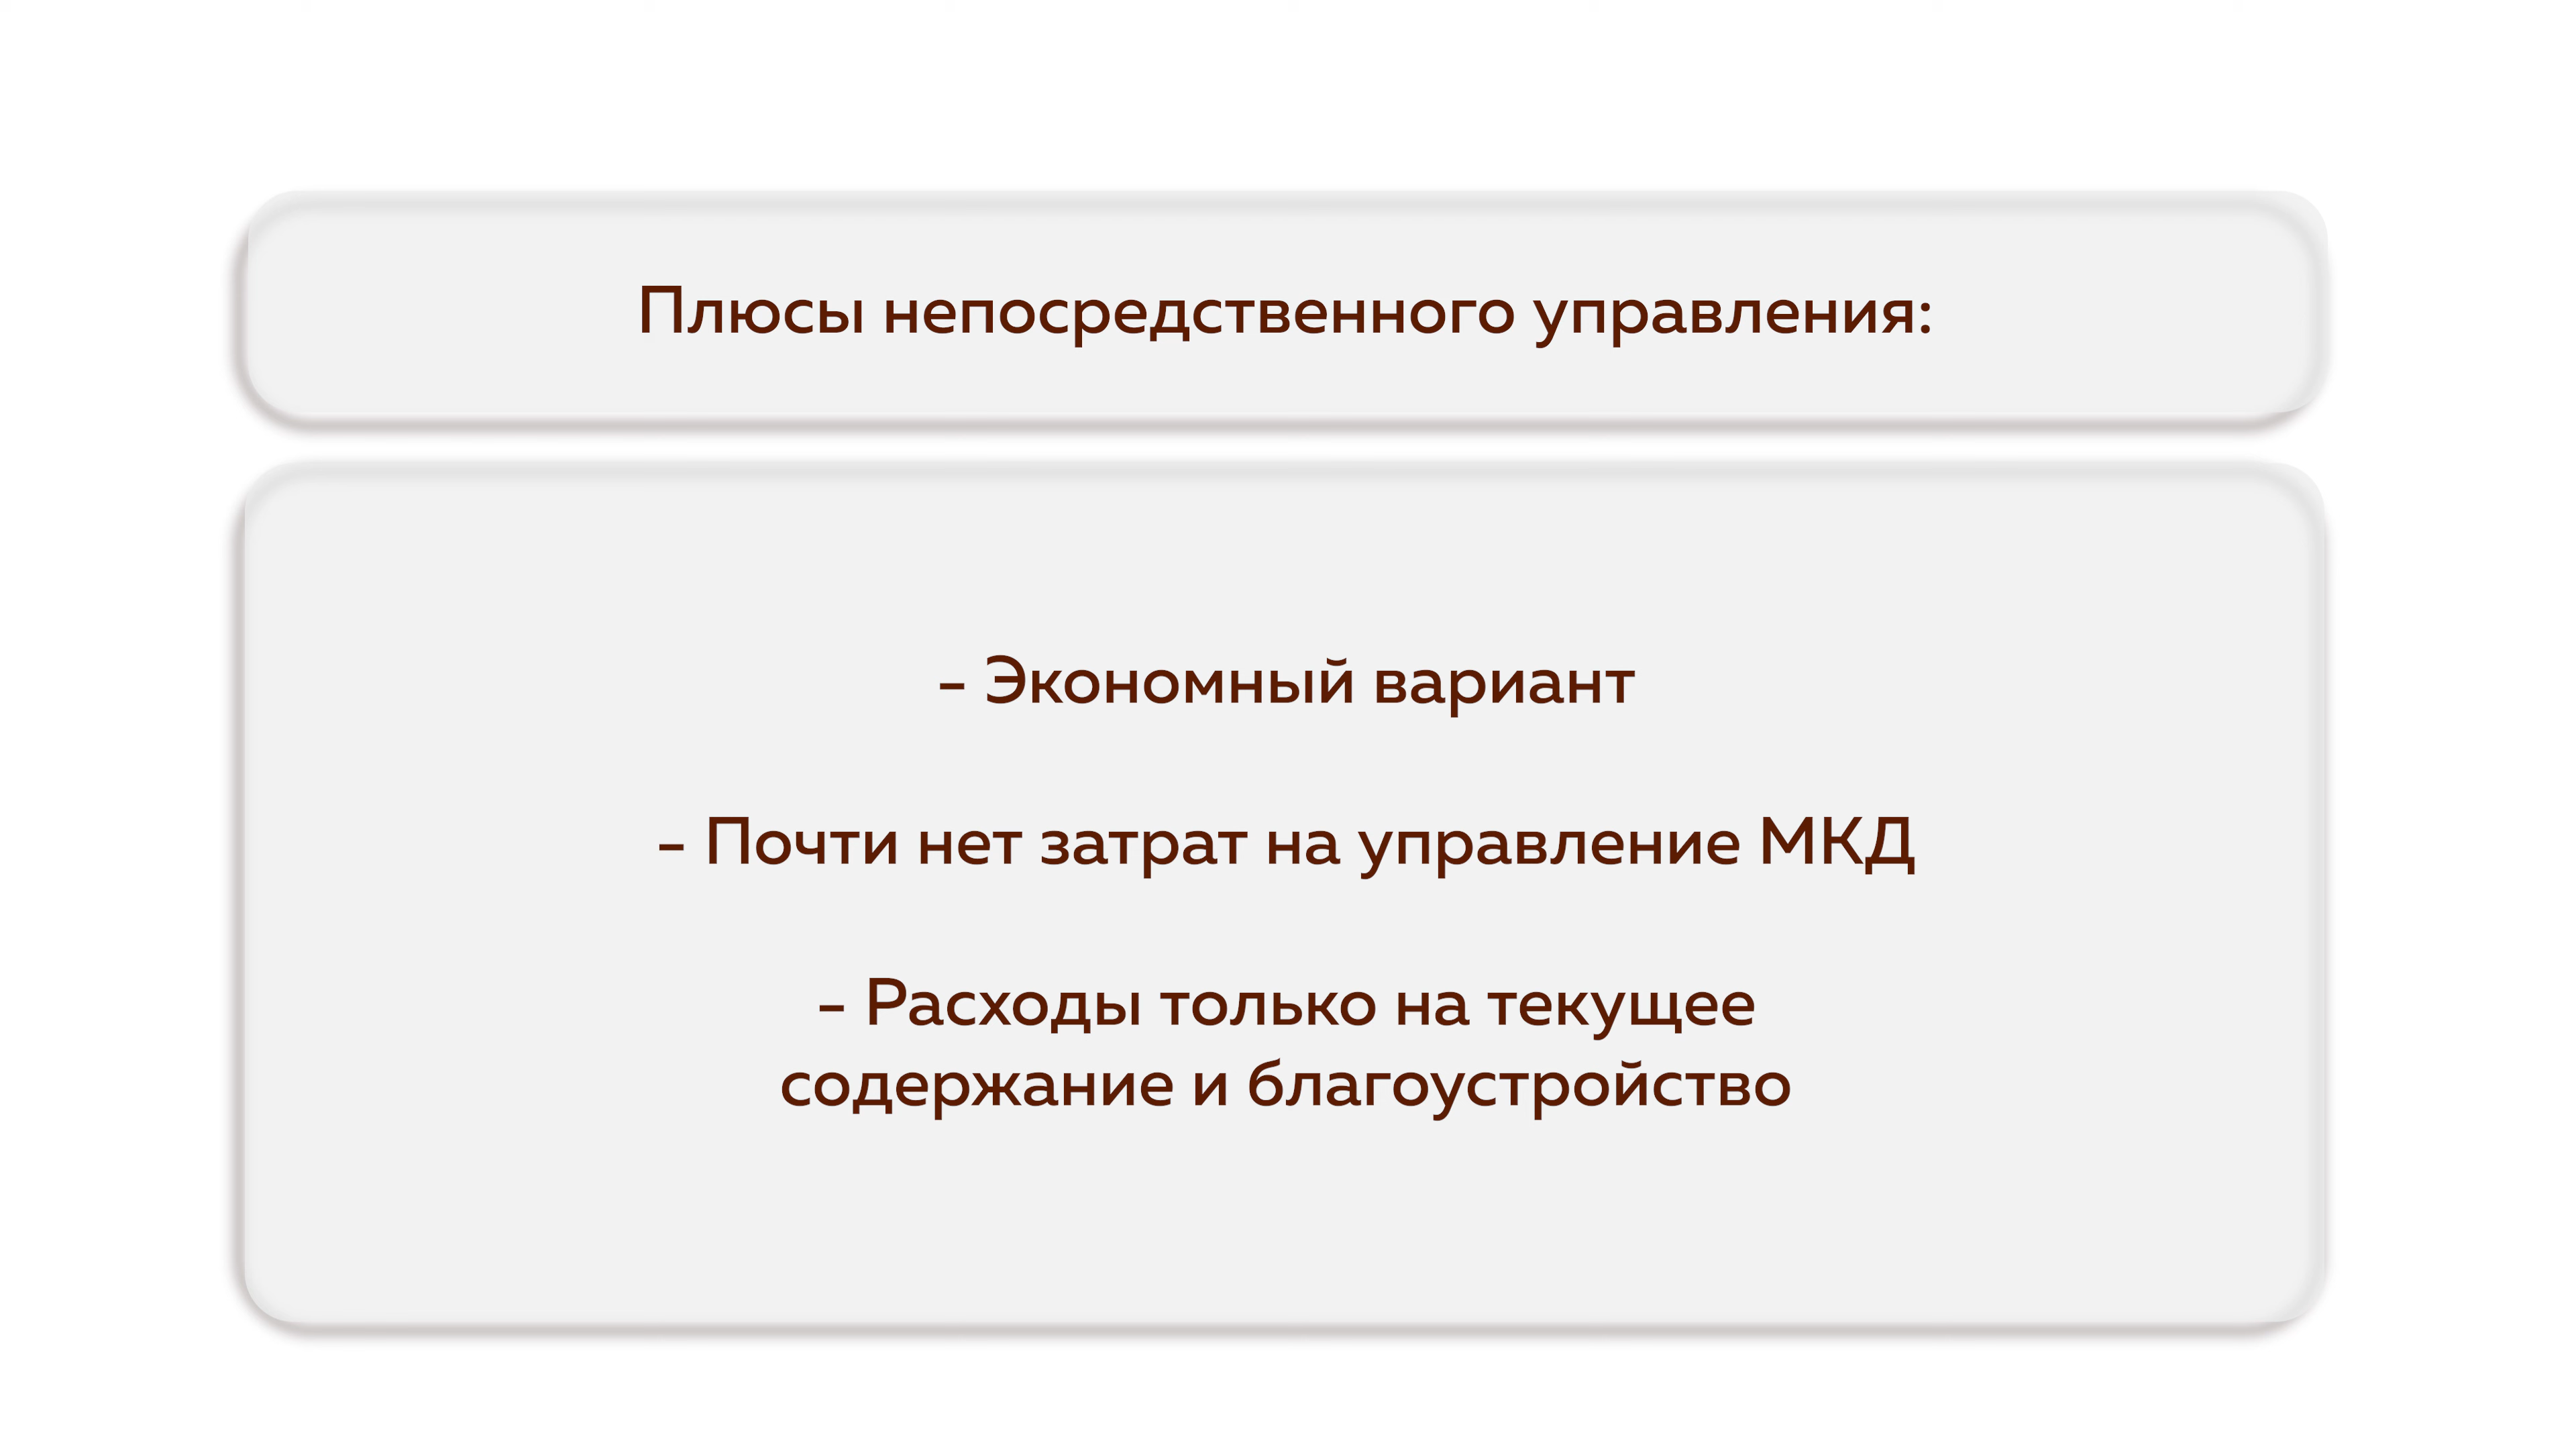 Плюсы непосредственного управления:
- Экономный вариант
- Почти нет затрат на управление МКД
- Расходы только на текущее
содержание и благоустройство